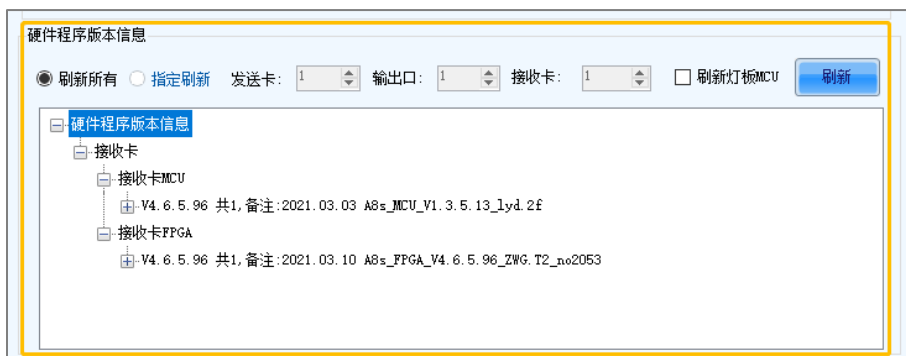 硬件程序版本信息
刷新所有 指定刷新 发送卡: 1 输出口: 1 接收卡: 1 刷新灯板MCU 刷新
硬件程序版本信息
接收卡
接收卡MCU
V4.6.5.96 共1,备注:2021.03.03 A8s_MCU_V1.3.5.13_lyd.2f
接收卡FPGA
V4.6.5.96 共1,备注:2021.03.10 A8s_FPGA_V4.6.5.96_ZWG.T2_no2053